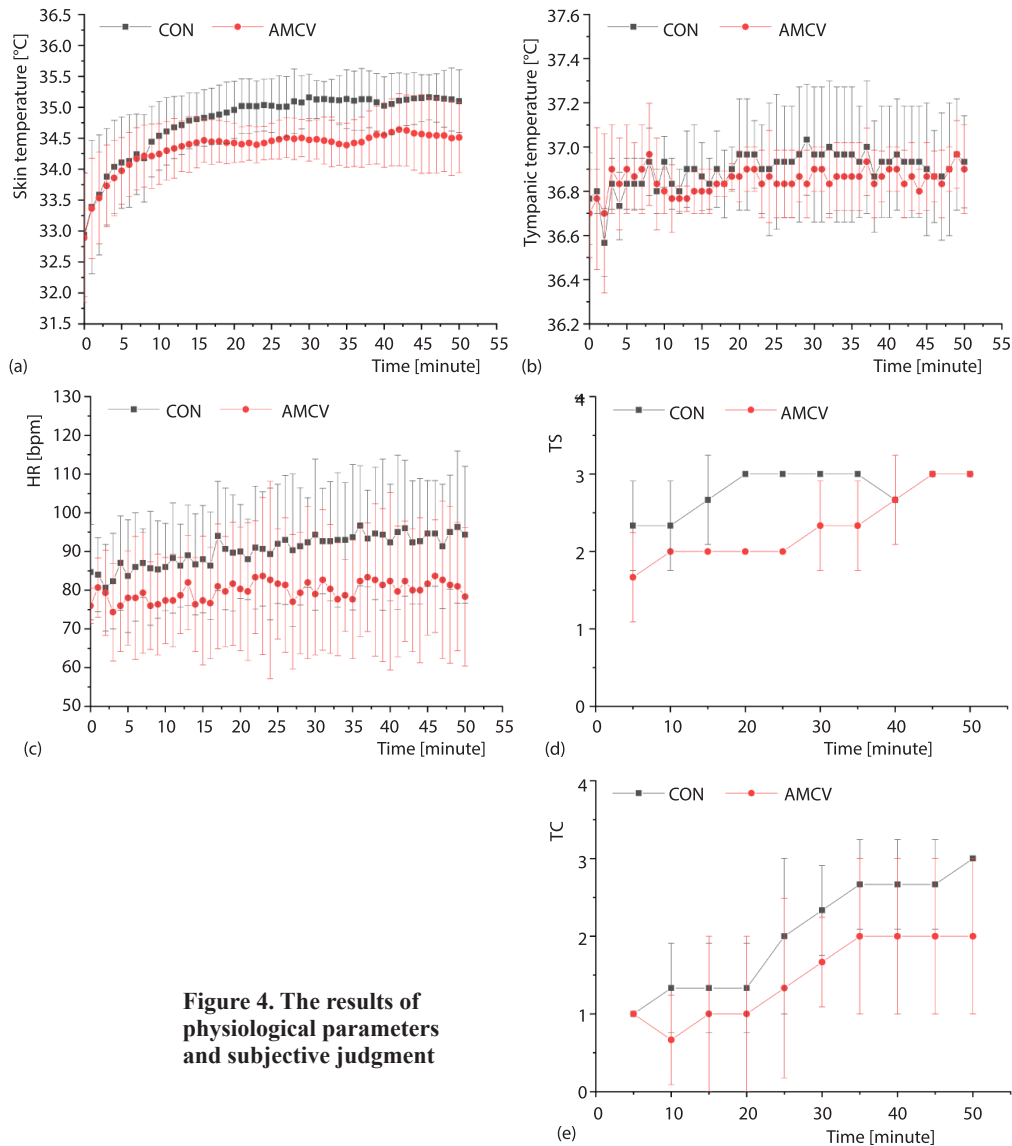 CON AMCV
Skin temperature [°C]
36.5
36.0
35.5
35.0
34.5
34.0
33.5
33.0
32.5
32.0
31.5
0 5 10 15 20 25 30 35 40 45 50 55
Time [minute]
(a)
CON AMCV
Tympanic temperature [°C]
37.6
37.4
37.2
37.0
36.8
36.6
36.4
36.2
0 5 10 15 20 25 30 35 40 45 50 55
Time [minute]
(b)
CON AMCV
HR [bpm]
130
120
110
100
90
80
70
60
50
0 5 10 15 20 25 30 35 40 45 50 55
Time [minute]
(c)
CON AMCV
TS
4
3
2
1
0
0 10 20 30 40 50
Time [minute]
(d)
CON AMCV
TC
4
3
2
1
0
0 10 20 30 40 50
Time [minute]
(e)
Figure 4. The results of
physiological parameters
and subjective judgment